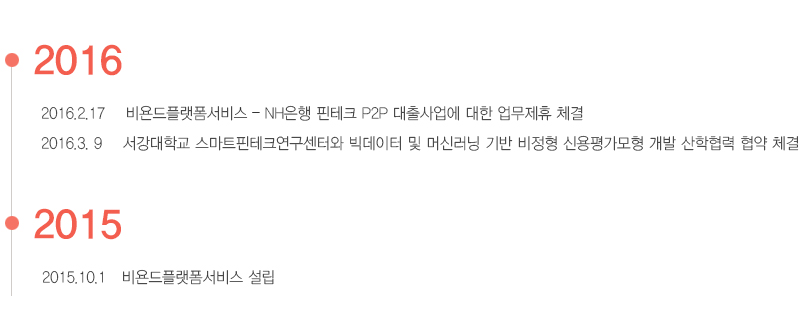 2016
2016.2.17 비욘드플랫폼서비스 – NH은행 핀테크 P2P 대출사업에 대한 업무제휴 체결
2016.3. 9 서강대학교 스마트핀테크연구센터와 빅데이터 및 머신러닝 기반 비정형 신용평가모형 개발 산학협력 협약 체결
2015
2015.10.1 비욘드플랫폼서비스 설립